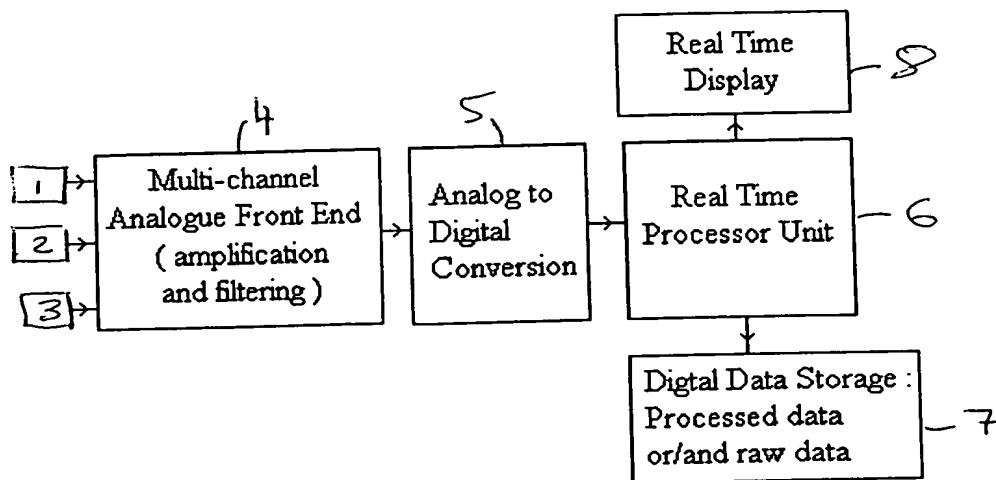 Real Time
Display
8
4
5
1
2
3
Multi-channel
Analogue Front End
( amplification
and filtering )
Analog to
Digital
Conversion
Real Time
Processor Unit
6
Digtal Data Storage :
Processed data
or/and raw data
7